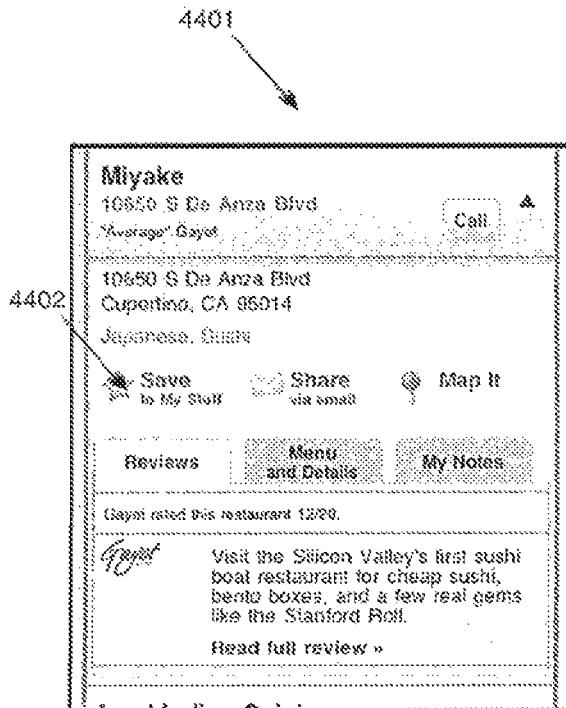 4401
Miyake
10650 S De Anza Blvd
"Average" Gayot
Call
10650 S De Anza Blvd
Cupertino, CA 95014
4402
Japanese, Sushi
Save
to My Stuff
Share
via email
Map It
Reviews
Menu
and Details
My Notes
Gayot rated this restaurant 12/20.
Gayot
Visit the Silicon Valley's first sushi
boat restaurant for cheap sushi,
bento boxes, and a few real gems
like the Stanford Roll.
Read full review »